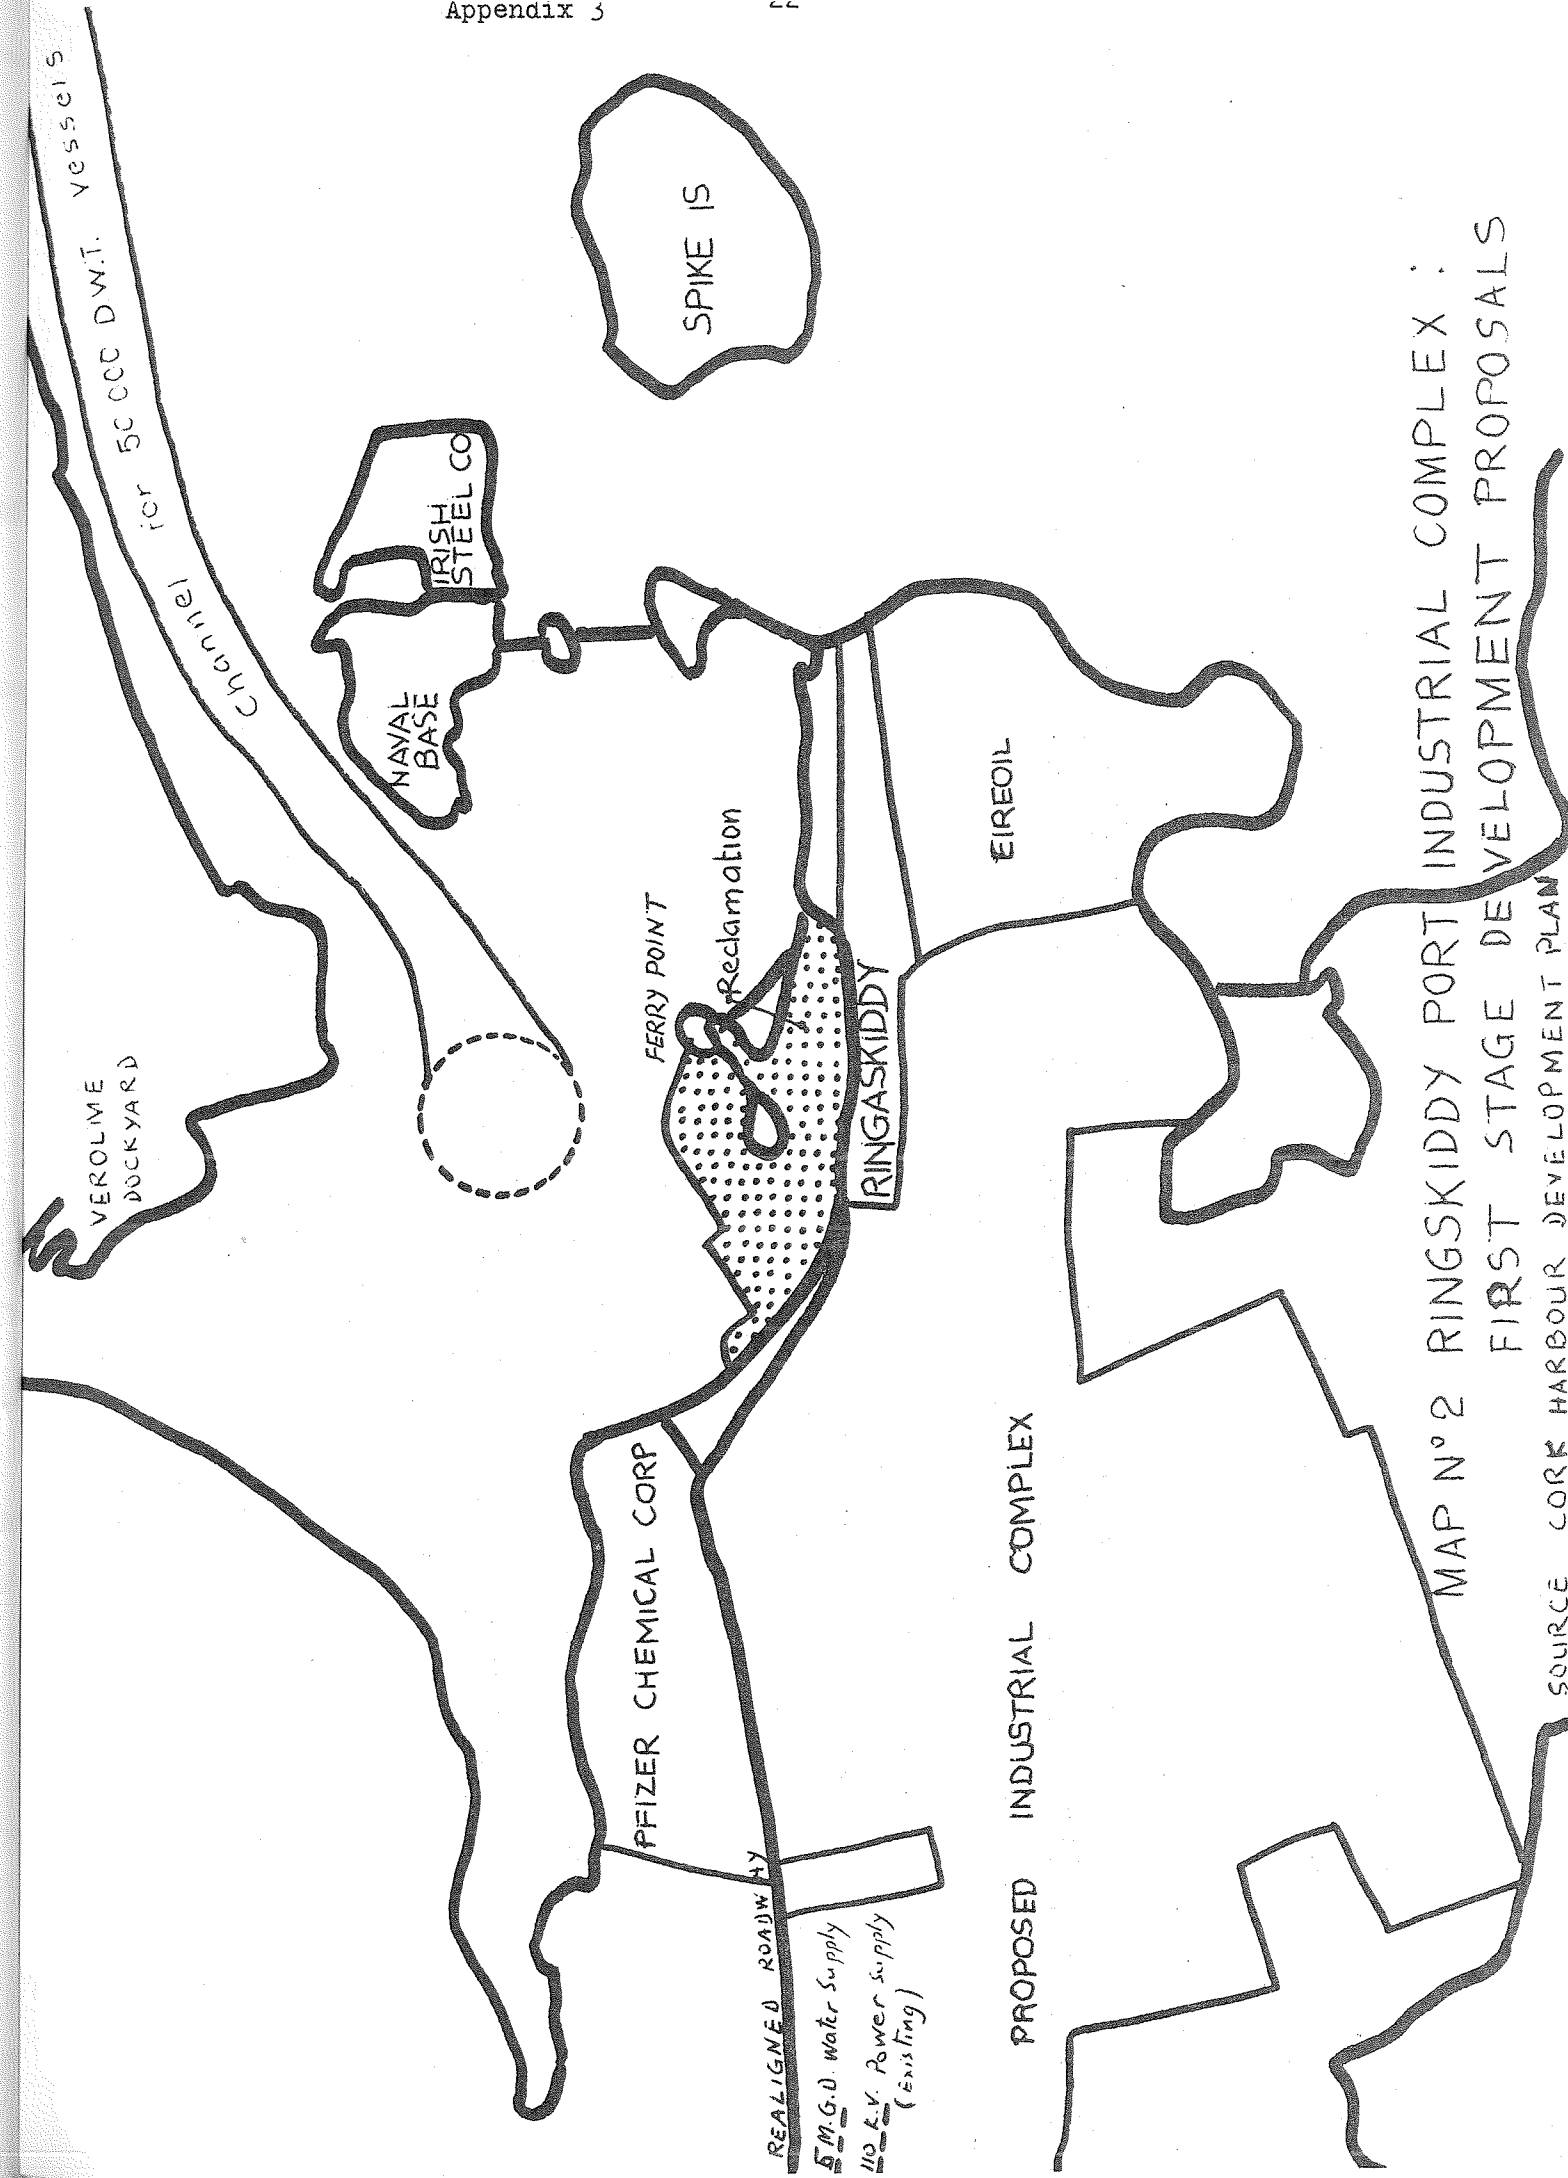 Appendix 3
Channel for 50 000 D.W.T. vessels
VEROLME
DOCKYARD
SPIKE IS
IRISH
STEEL CO
NAVAL
BASE
FERRY POINT
Reclamation
RINGASKIDDY
EIREOIL
PFIZER CHEMICAL CORP
REALIGNED ROADW AY
5 M.G.D. Water Supply
110 K.V. Power Supply
(Existing)
PROPOSED INDUSTRIAL COMPLEX
MAP Nº 2 RINGSKIDDY PORT INDUSTRIAL COMPLEX :
FIRST STAGE DEVELOPMENT PROPOSALS
SOURCE CORK HARBOUR DEVELOPMENT PLAN